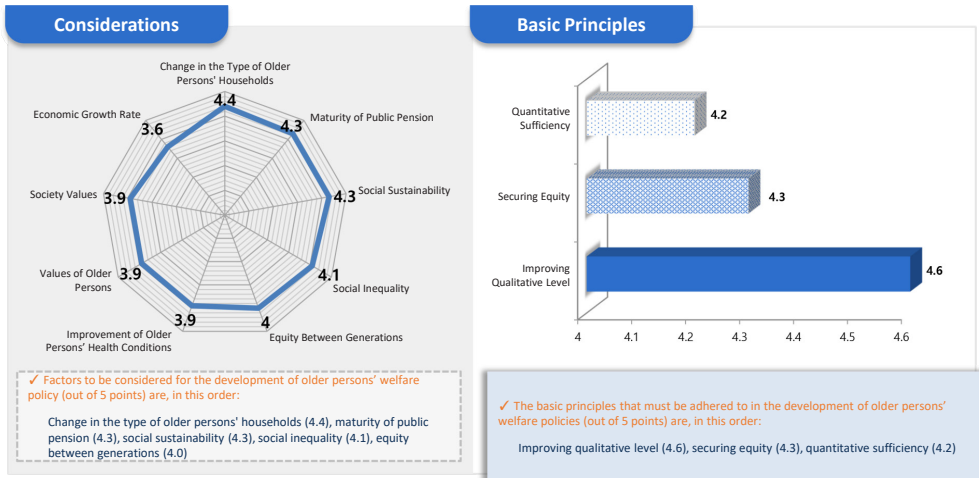 Considerations
Change in the Type of Older
Persons' Households
4.4
Maturity of Public Pension
4.3
Social Sustainability
4.3
Social Inequality
4.1
Equity Between Generations
4
Improvement of Older
Persons' Health Conditions
3.9
Values of Older
Persons
3.9
Society Values
3.9
Economic Growth Rate
3.6
✓ Factors to be considered for the development of older persons' welfare
policy (out of 5 points) are, in this order:
Change in the type of older persons' households (4.4), maturity of public
pension (4.3), social sustainability (4.3), social inequality (4.1), equity
between generations (4.0)
Basic Principles
Quantitative
Sufficiency
4.2
Securing Equity
4.3
Improving
Qualitative Level
4.6
4 4.1 4.2 4.3 4.4 4.5 4.6
✓ The basic principles that must be adhered to in the development of older persons'
welfare policies (out of 5 points) are, in this order:
Improving qualitative level (4.6), securing equity (4.3), quantitative sufficiency (4.2)